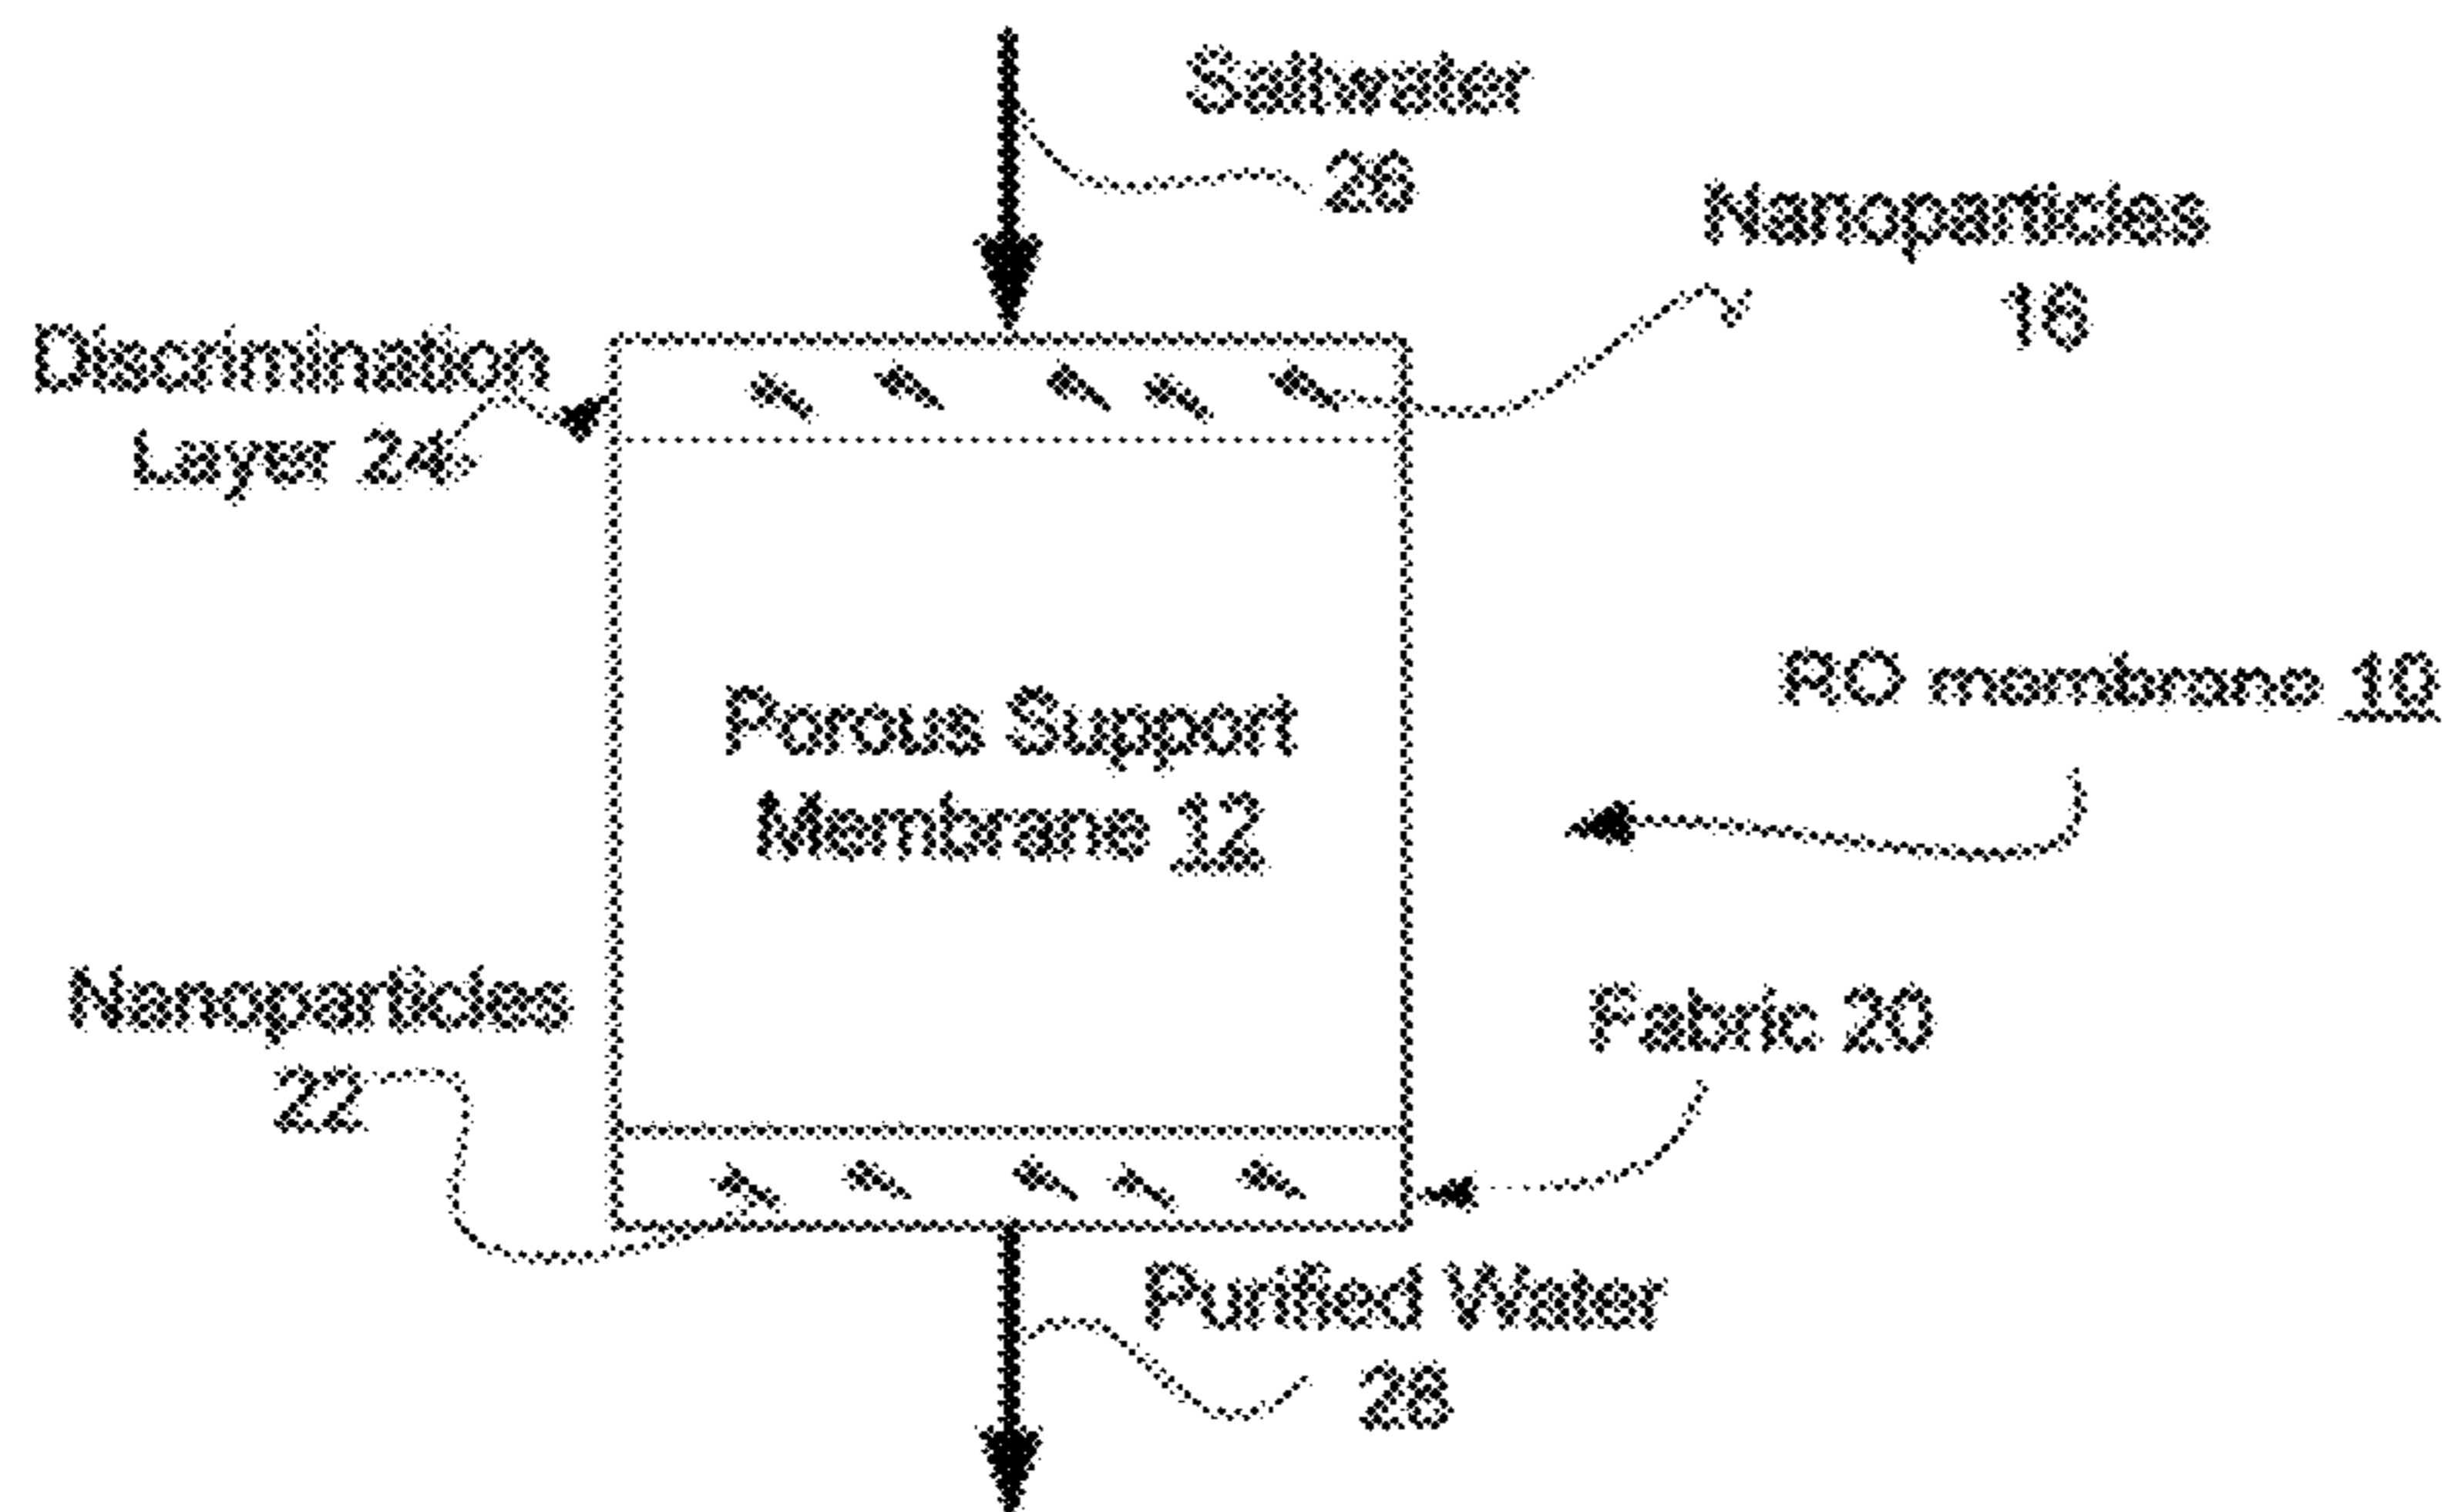 Saltwater
26
Nanoparticles
16
Discrimination
Layer 24
RO membrane 10
Porous Support
Membrane 12
Nanoparticles
22
Fabric 20
Purified Water
28